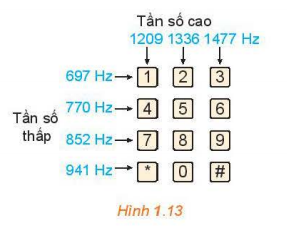 Tần số cao
1209 1336 1477 Hz
697 Hz 1 2 3
770 Hz 4 5 6
Tần số thấp
852 Hz 7 8 9
941 Hz * 0 #
Hình 1.13